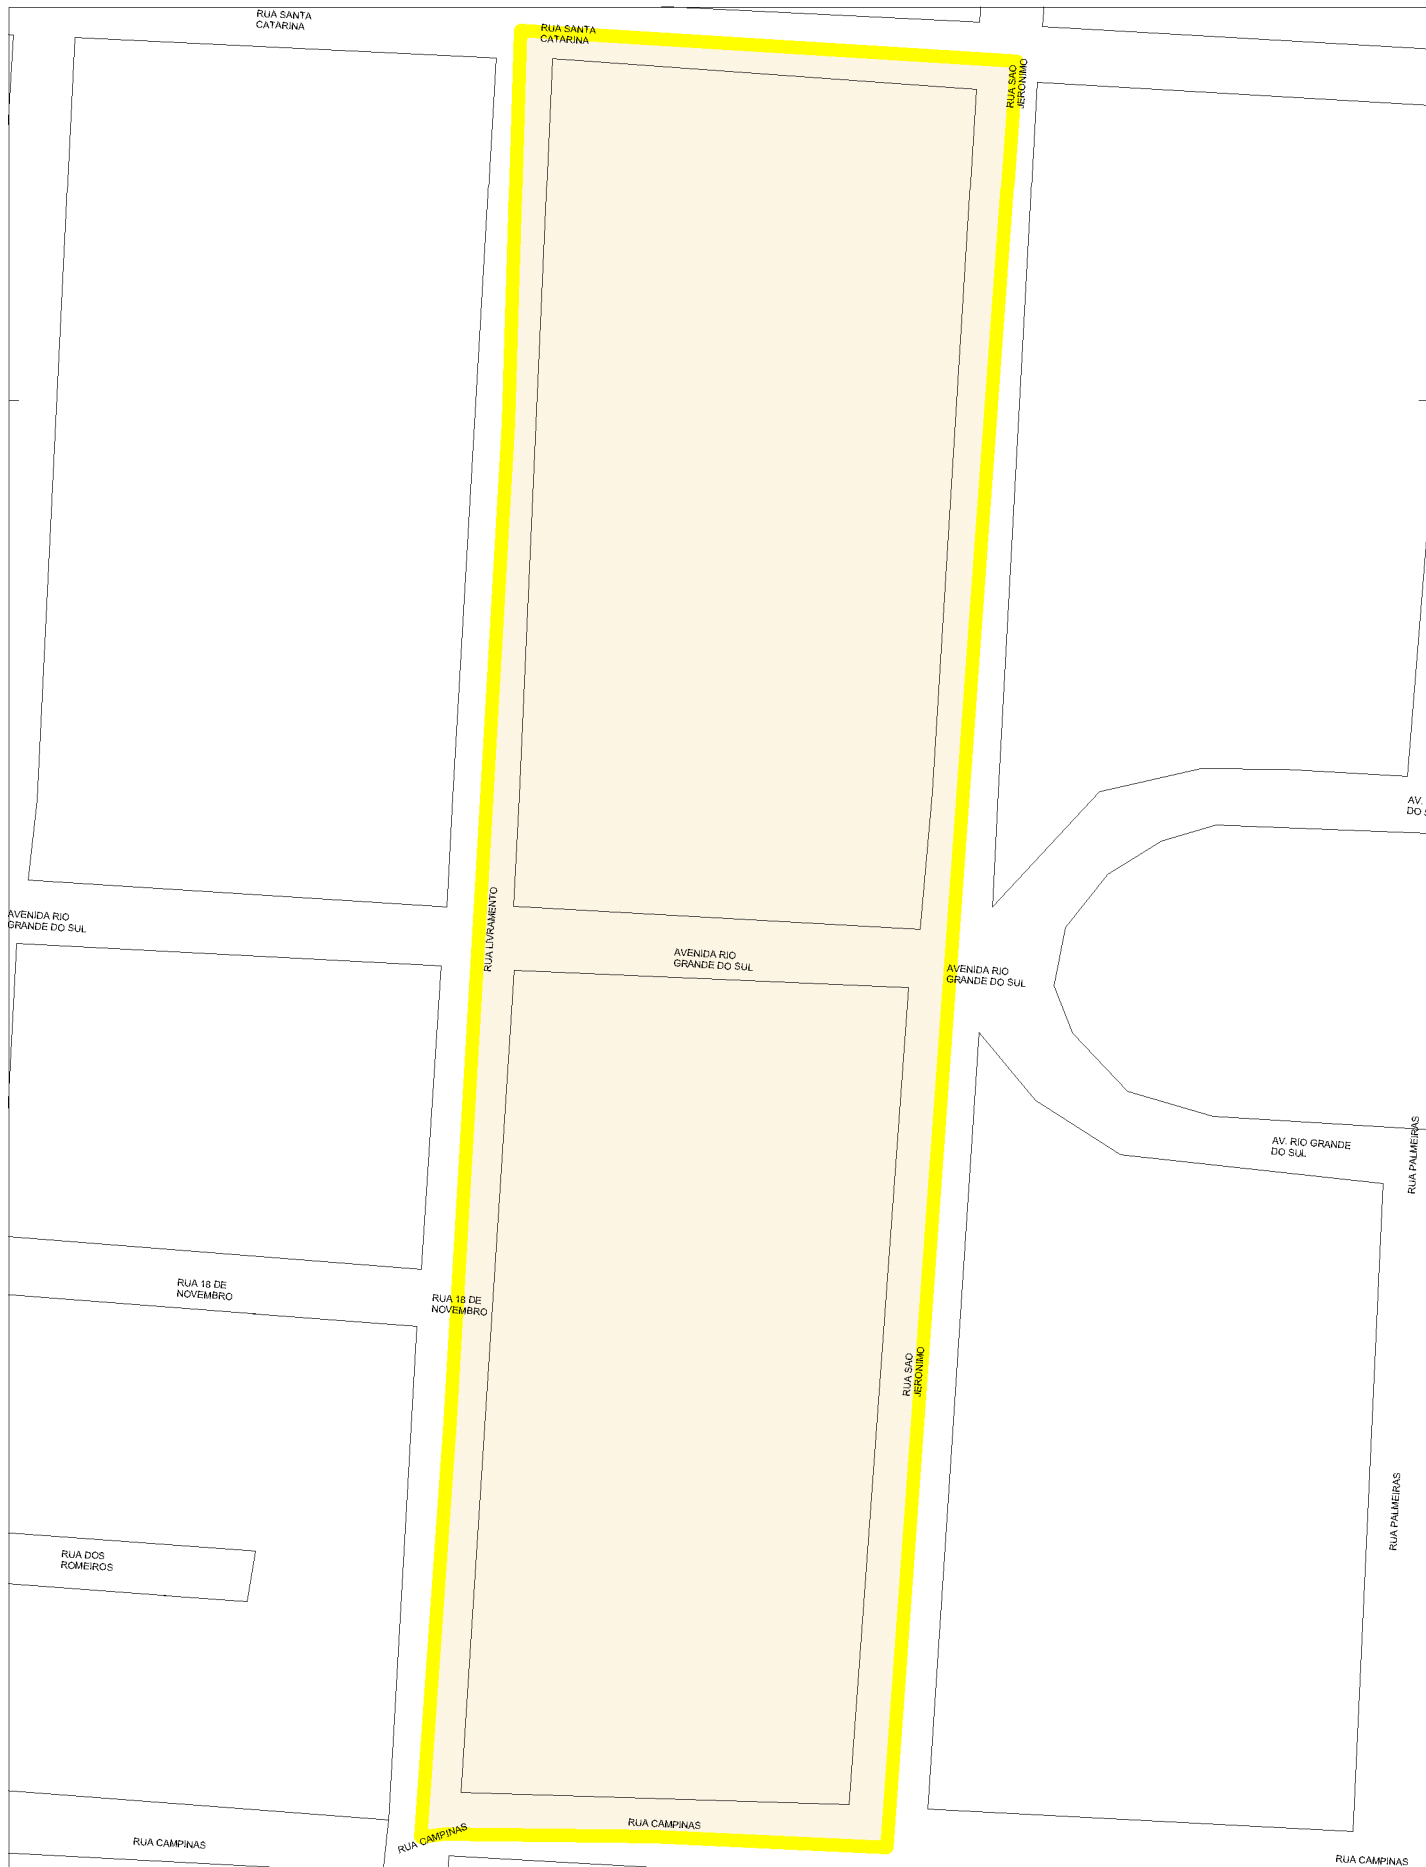 RUA SANTA
CATARINA
RUA SANTA
CATARINA
RUA SAO
JERONIMO
AV.
DO
AVENIDA RIO
GRANDE DO SUL
RUA LIVRAMENTO
AVENIDA RIO
GRANDE DO SUL
AVENIDA RIO
GRANDE DO SUL
AV. RIO GRANDE
DO SUL
RUA PALMEIRAS
RUA 18 DE
NOVEMBRO
RUA 18 DE
NOVEMBRO
RUA SAO
JERONIMO
RUA PALMEIRAS
RUA DOS
ROMEIROS
RUA CAMPINAS
RUA CAMPINAS
RUA CAMPINAS
RUA CAMPINAS